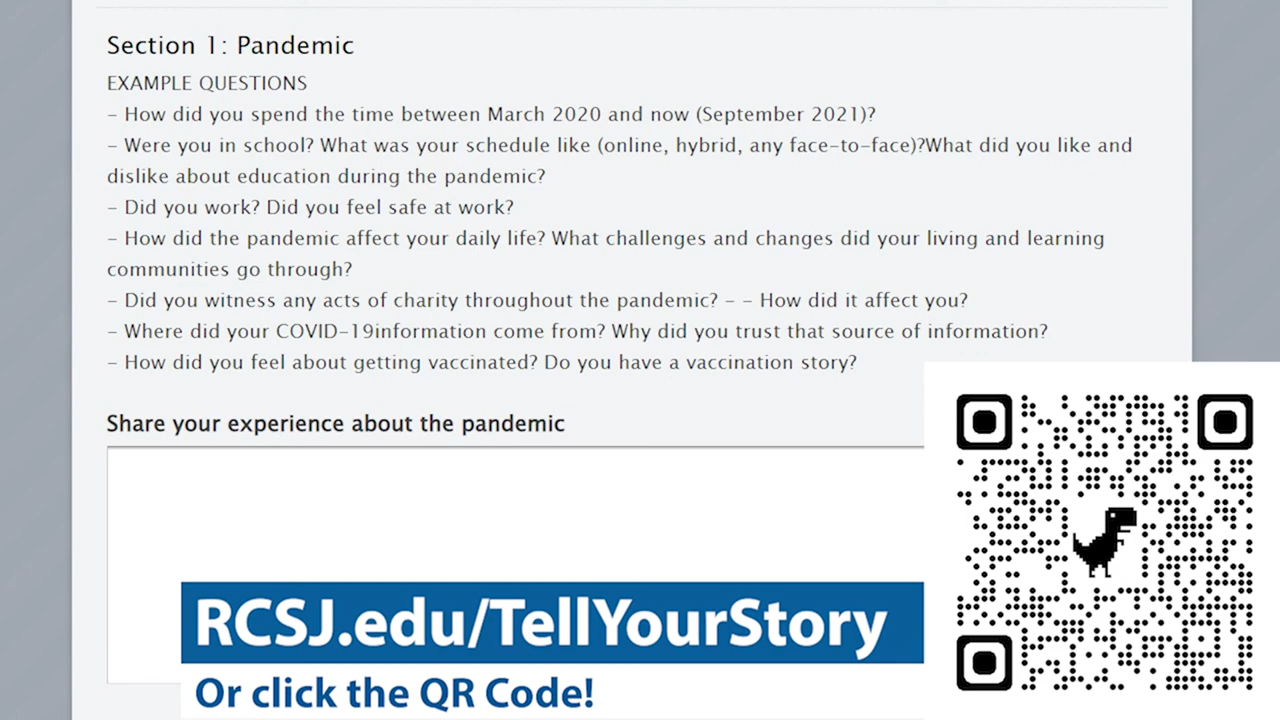 Section 1: Pandemic
EXAMPLE QUESTIONS
- How did you spend the time between March 2020 and now (September 2021)?
- Were you in school? What was your schedule like (online, hybrid, any face-to-face)?What did you like and
dislike about education during the pandemic?
- Did you work? Did you feel safe at work?
- How did the pandemic affect your daily life? What challenges and changes did your living and learning
communities go through?
- Did you witness any acts of charity throughout the pandemic? - - How did it affect you?
- Where did your COVID-19information come from? Why did you trust that source of information?
- How did you feel about getting vaccinated? Do you have a vaccination story?
Share your experience about the pandemic
RCSJ.edu/TellYourStory
Or click the QR Code!